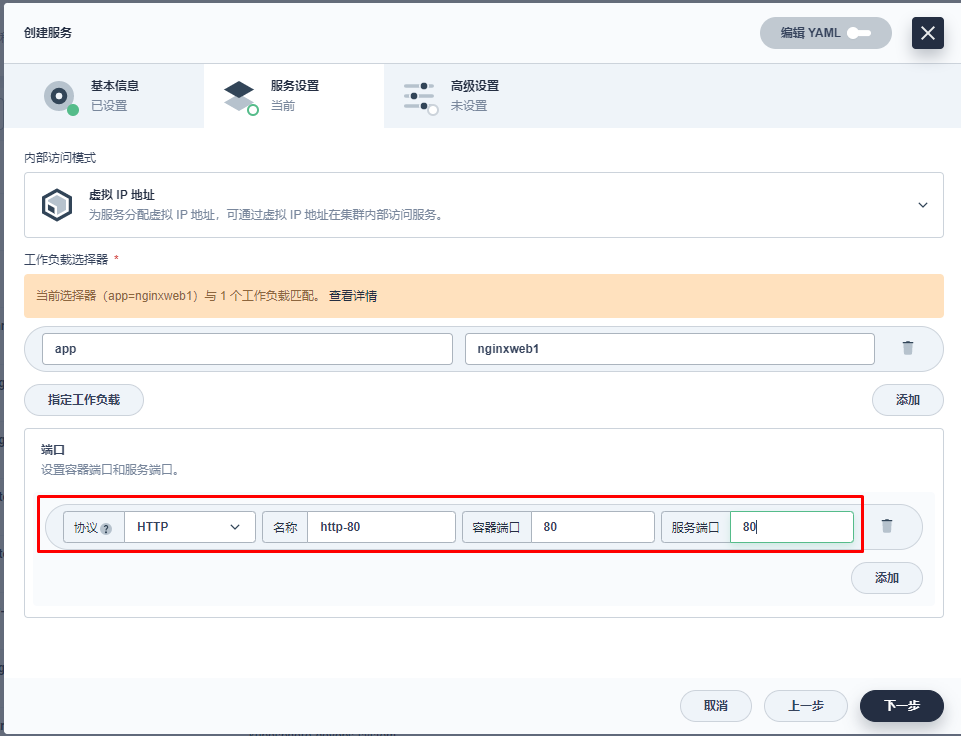 创建服务
编辑 YAML
基本信息
已设置
服务设置
当前
高级设置
未设置
内部访问模式
虚拟 IP 地址
为服务分配虚拟 IP 地址，可通过虚拟 IP 地址在集群内部访问服务。
工作负载选择器 *
当前选择器（app=nginxweb1）与 1 个工作负载匹配。 查看详情
app nginxweb1
指定工作负载 添加
端口
设置容器端口和服务端口。
协议 ? HTTP 名称 http-80 容器端口 80 服务端口 80
添加
取消 上一步 下一步